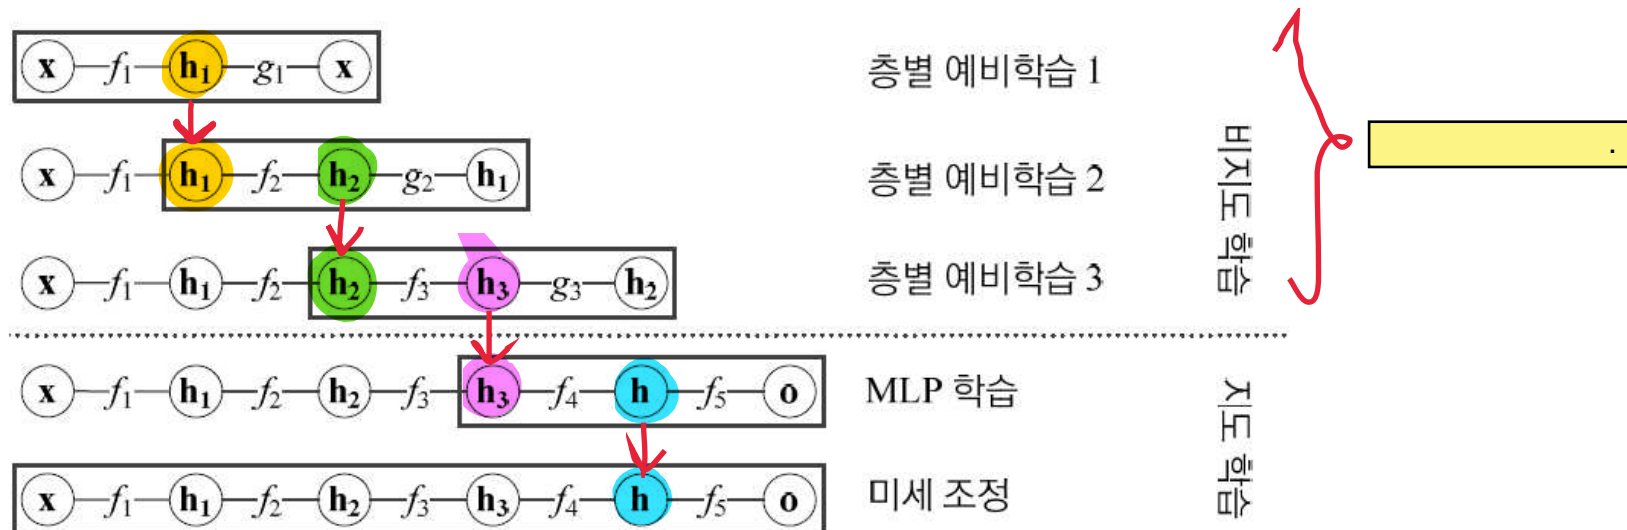 x f₁ h₁ g₁ x 층별 예비학습 1
x f₁ h₁ f₂ h₂ g₂ h₁ 층별 예비학습 2
x f₁ h₁ f₂ h₂ f₃ h₃ g₃ h₂ 층별 예비학습 3
비지도 학습
.
x f₁ h₁ f₂ h₂ f₃ h₃ f₄ h f₅ o MLP 학습
x f₁ h₁ f₂ h₂ f₃ h₃ f₄ h f₅ o 미세 조정
지도 학습